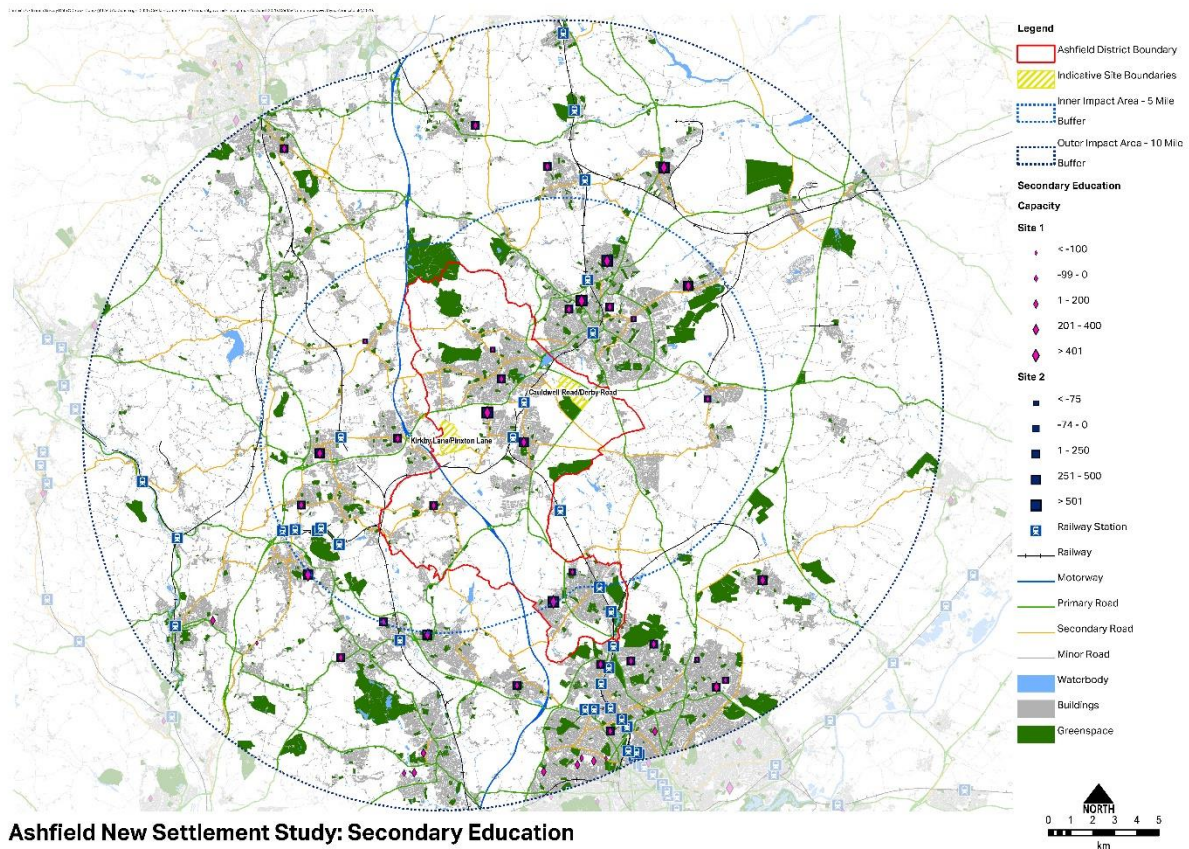 Legend
Ashfield District Boundary
Indicative Site Boundaries
Inner Impact Area - 5 Mile
Buffer
Outer Impact Area - 10 Mile
Buffer
Secondary Education
Capacity
Site 1
<-100
-99 - 0
1 - 200
201 - 400
> 401
Site 2
<-75
-74 - 0
1 - 250
251 - 500
> 501
Railway Station
Railway
Motorway
Primary Road
Secondary Road
Minor Road
Waterbody
Buildings
Greenspace
Cauldwell Road/Derby Road
Kirkby Lane/Pinxton Lane
NORTH
0 1 2 3 4 5
km
Ashfield New Settlement Study: Secondary Education